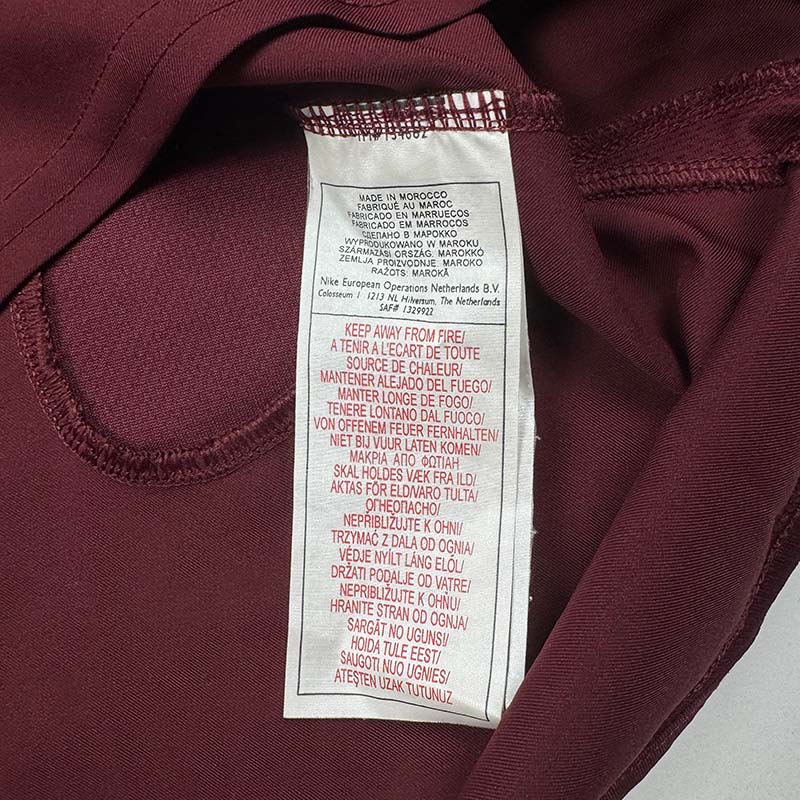 MADE IN MOROCCO
FABRIQUÉ AU MAROC
FABRICADO EN MARRUECOS
FABRICADO EM MARROCOS
СДЕЛАНО В МАРОККО
WYPRODUKOWANO W MAROKU
SZÁRMAZÁSI ORSZÁG. MAROKKÓ
ZEMLJA PROIZVODNJE. MAROKO
RAŽOTS: MAROKĀ
Nike European Operations Netherlands B.V.
Colosseum 1 1213 NL Hilversum, The Netherlands
SAF# 1329922
KEEP AWAY FROM FIRE/
A TENIR A L'ECART DE TOUTE
SOURCE DE CHALEUR/
MANTENER ALEJADO DEL FUEGO/
MANTER LONGE DE FOGO/
TENERE LONTANO DAL FUOCO/
VON OFFENEM FEUER FERNHALTEN/
NIET BIJ VUUR LATEN KOMEN/
ΜΑΚΡΙΑ ΑΠΟ ΦΩΤΙΑΗ
SKAL HOLDES VÆK FRA ILD/
AKTAS FÖR ELD/VARO TULTA/
ОГНЕОПАСНО/
NEPŘIBLIŽUJTE K OHNI/
TRZYMAĆ Z DALA OD OGNIA/
VÉDJE NYÍLT LÁNG ELŐL/
DRŽATI PODALJE OD VATRE/
NEPRIBLIŽUJTE K OHŇU/
HRANITE STRAN OD OGNJA/
SARGĀT NO UGUNS/
HOIDA TULE EEST/
SAUGOTI NUO UGNIES/
ATEŞTEN UZAK TUTUNUZ